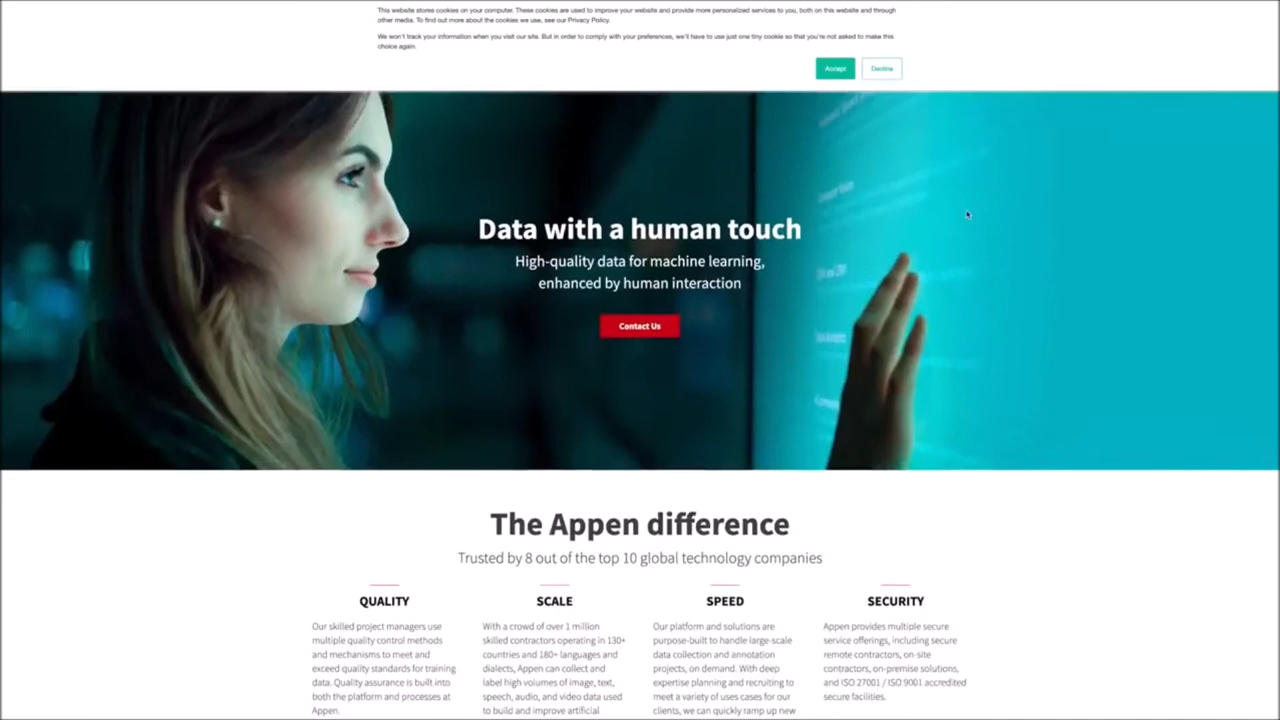 This website stores cookies on your computer. These cookies are used to improve your website and provide more personalized services to you, both on this website and through
other media. To find out more about the cookies we use, see our Privacy Policy.
We won't track your information when you visit our site. But in order to comply with your preferences, we'll have to use just one tiny cookie so that you're not asked to make this
choice again.
Accept
Decline
Data with a human touch
High-quality data for machine learning,
enhanced by human interaction
Contact Us
The Appen difference
Trusted by 8 out of the top 10 global technology companies
QUALITY
Our skilled project managers use
multiple quality control methods
and mechanisms to meet and
exceed quality standards for training
data. Quality assurance is built into
both the platform and processes at
Appen.
SCALE
With a crowd of over 1 million
skilled contractors operating in 130+
countries and 180+ languages and
dialects, Appen can collect and
label high volumes of image, text,
speech, audio, and video data used
to build and improve artificial
SPEED
Our platform and solutions are
purpose-built to handle large-scale
data collection and annotation
projects, on demand. With deep
expertise planning and recruiting to
meet a variety of uses cases for our
clients, we can quickly ramp up new
SECURITY
Appen provides multiple secure
service offerings, including secure
remote contractors, on-site
contractors, on-premise solutions,
and ISO 27001 / ISO 9001 accredited
secure facilities.